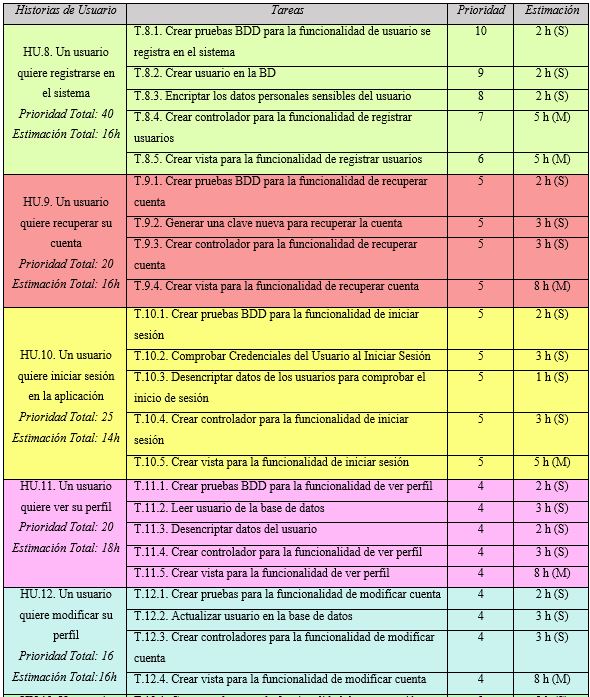 Historias de Usuario Tareas Prioridad Estimación
HU.8. Un usuario
quiere registrarse en
el sistema
Prioridad Total: 40
Estimación Total: 16h
T.8.1. Crear pruebas BDD para la funcionalidad de usuario se
registra en el sistema
10 2 h (S)
T.8.2. Crear usuario en la BD 9 2 h (S)
T.8.3. Encriptar los datos personales sensibles del usuario 8 2 h (S)
T.8.4. Crear controlador para la funcionalidad de registrar
usuarios
7 5 h (M)
T.8.5. Crear vista para la funcionalidad de registrar usuarios 6 5 h (M)
HU.9. Un usuario
quiere recuperar su
cuenta
Prioridad Total: 20
Estimación Total: 16h
T.9.1. Crear pruebas BDD para la funcionalidad de recuperar
cuenta
5 2 h (S)
T.9.2. Generar una clave nueva para recuperar la cuenta 5 3 h (S)
T.9.3. Crear controlador para la funcionalidad de recuperar
cuenta
5 3 h (S)
T.9.4. Crear vista para la funcionalidad de recuperar cuenta 5 8 h (M)
HU.10. Un usuario
quiere iniciar sesión
en la aplicación
Prioridad Total: 25
Estimación Total: 14h
T.10.1. Crear pruebas BDD para la funcionalidad de iniciar
sesión
5 2 h (S)
T.10.2. Comprobar Credenciales del Usuario al Iniciar Sesión 5 3 h (S)
T.10.3. Desencriptar datos de los usuarios para comprobar el
inicio de sesión
5 1 h (S)
T.10.4. Crear controlador para la funcionalidad de iniciar
sesión
5 3 h (S)
T.10.5. Crear vista para la funcionalidad de iniciar sesión 5 5 h (M)
HU.11. Un usuario
quiere ver su perfil
Prioridad Total: 20
Estimación Total: 18h
T.11.1. Crear pruebas BDD para la funcionalidad de ver perfil 4 2 h (S)
T.11.2. Leer usuario de la base de datos 4 3 h (S)
T.11.3. Desencriptar datos del usuario 4 2 h (S)
T.11.4. Crear controlador para la funcionalidad de ver perfil 4 3 h (S)
T.11.5. Crear vista para la funcionalidad de ver perfil 4 8 h (M)
HU.12. Un usuario
quiere modificar su
perfil
Prioridad Total: 16
Estimación Total:16h
T.12.1. Crear pruebas para la funcionalidad de modificar cuenta 4 2 h (S)
T.12.2. Actualizar usuario en la base de datos 4 3 h (S)
T.12.3. Crear controladores para la funcionalidad de modificar
cuenta
4 3 h (S)
T.12.4. Crear vista para la funcionalidad de modificar cuenta 4 8 h (M)